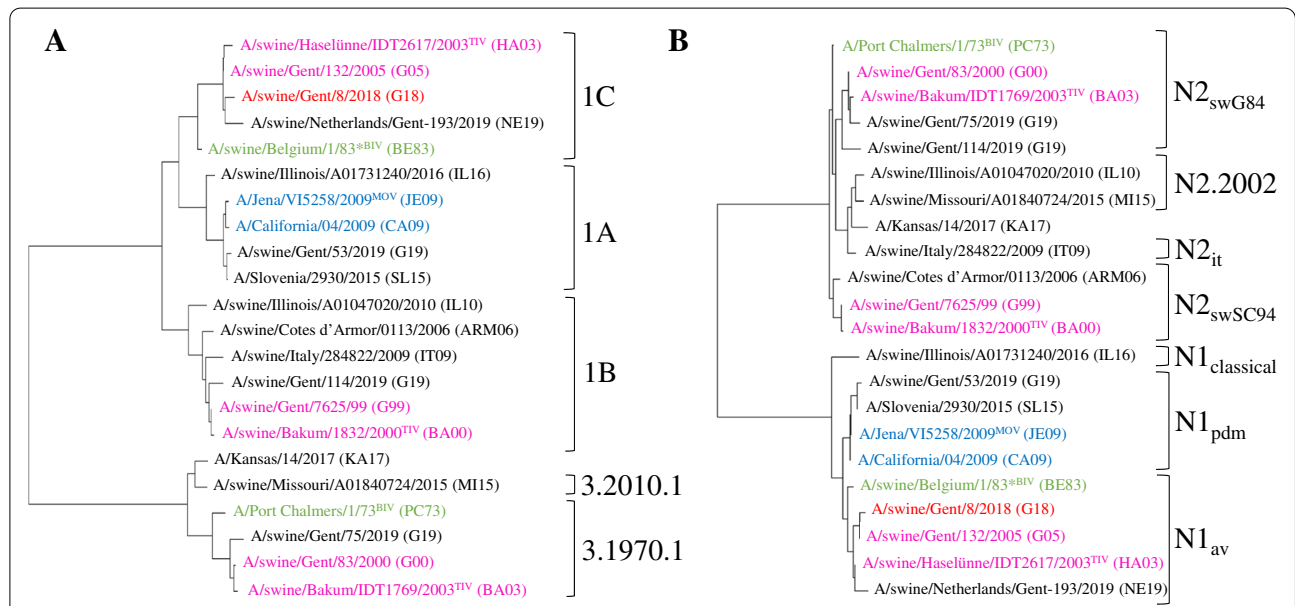 A
A/swine/Haselünne/IDT2617/2003ᵀᴵⱽ (HA03)
A/swine/Gent/132/2005 (G05)
A/swine/Gent/8/2018 (G18)
A/swine/Netherlands/Gent-193/2019 (NE19)
A/swine/Belgium/1/83*ᴮᴵⱽ (BE83)
1C
A/swine/Illinois/A01731240/2016 (IL16)
A/Jena/VI5258/2009ᴹᴼⱽ (JE09)
A/California/04/2009 (CA09)
A/swine/Gent/53/2019 (G19)
A/Slovenia/2930/2015 (SL15)
1A
A/swine/Illinois/A01047020/2010 (IL10)
A/swine/Cotes d’Armor/0113/2006 (ARM06)
A/swine/Italy/284822/2009 (IT09)
A/swine/Gent/114/2019 (G19)
A/swine/Gent/7625/99 (G99)
A/swine/Bakum/1832/2000ᵀᴵⱽ (BA00)
1B
A/Kansas/14/2017 (KA17)
A/swine/Missouri/A01840724/2015 (MI15)
3.2010.1
A/Port Chalmers/1/73ᴮᴵⱽ (PC73)
A/swine/Gent/75/2019 (G19)
A/swine/Gent/83/2000 (G00)
A/swine/Bakum/IDT1769/2003ᵀᴵⱽ (BA03)
3.1970.1
B
A/Port Chalmers/1/73ᴮᴵⱽ (PC73)
A/swine/Gent/83/2000 (G00)
A/swine/Bakum/IDT1769/2003ᵀᴵⱽ (BA03)
A/swine/Gent/75/2019 (G19)
A/swine/Gent/114/2019 (G19)
N2swG84
A/swine/Illinois/A01047020/2010 (IL10)
A/swine/Missouri/A01840724/2015 (MI15)
N2.2002
A/Kansas/14/2017 (KA17)
A/swine/Italy/284822/2009 (IT09)
N2it
A/swine/Cotes d’Armor/0113/2006 (ARM06)
A/swine/Gent/7625/99 (G99)
A/swine/Bakum/1832/2000ᵀᴵⱽ (BA00)
N2swSC94
A/swine/Illinois/A01731240/2016 (IL16)
N1classical
A/swine/Gent/53/2019 (G19)
A/Slovenia/2930/2015 (SL15)
A/Jena/VI5258/2009ᴹᴼⱽ (JE09)
A/California/04/2009 (CA09)
N1pdm
A/swine/Belgium/1/83*ᴮᴵⱽ (BE83)
A/swine/Gent/8/2018 (G18)
A/swine/Gent/132/2005 (G05)
A/swine/Haselünne/IDT2617/2003ᵀᴵⱽ (HA03)
A/swine/Netherlands/Gent-193/2019 (NE19)
N1av